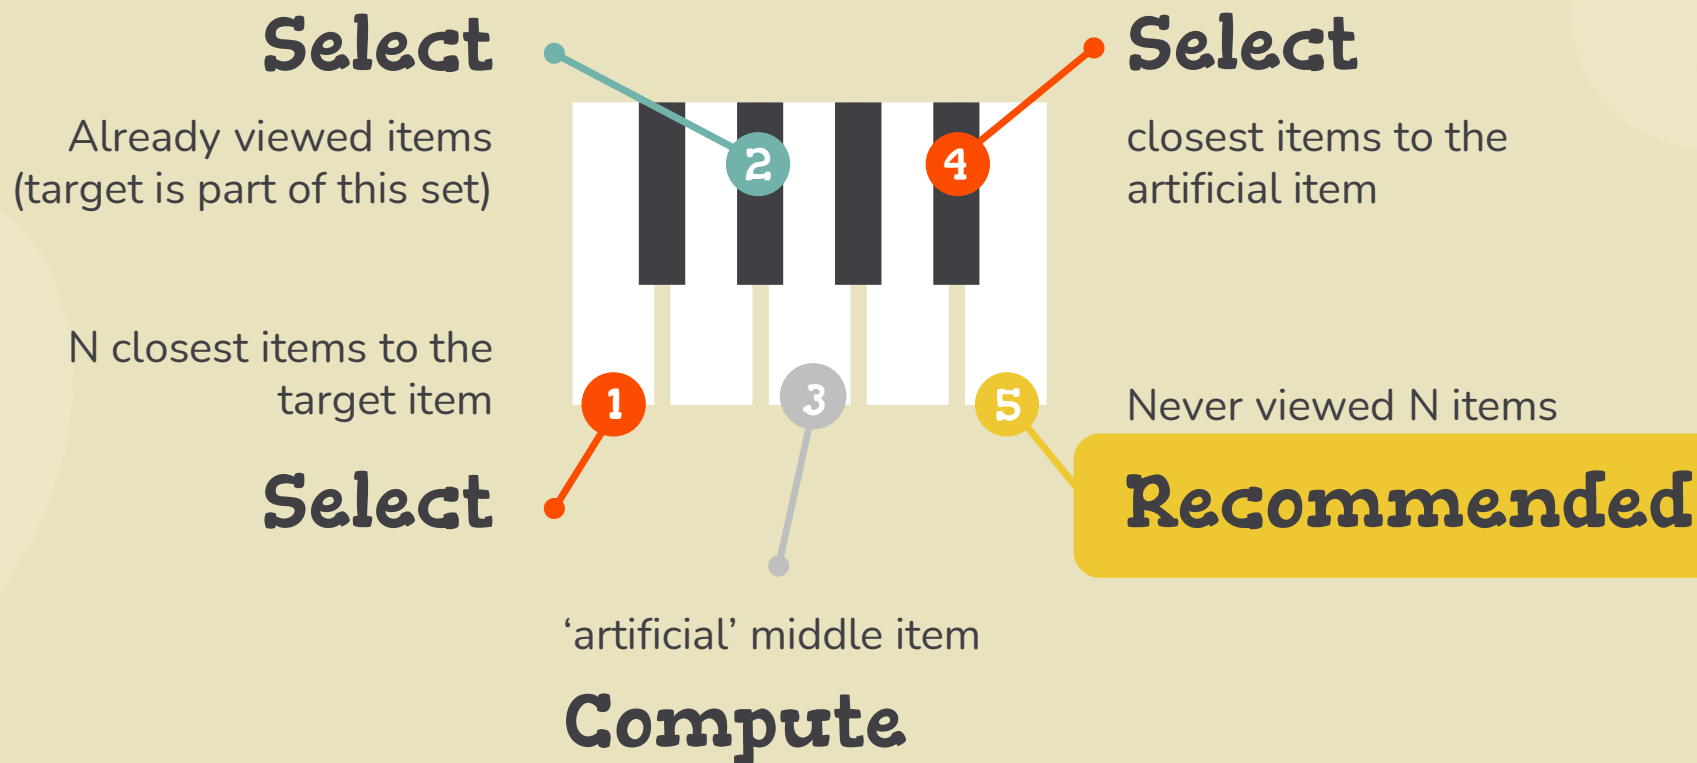 Select
Already viewed items
(target is part of this set)
2
4
Select
closest items to the
artificial item
N closest items to the
target item
1
Select
3
'artificial' middle item
Compute
5
Never viewed N items
Recommended